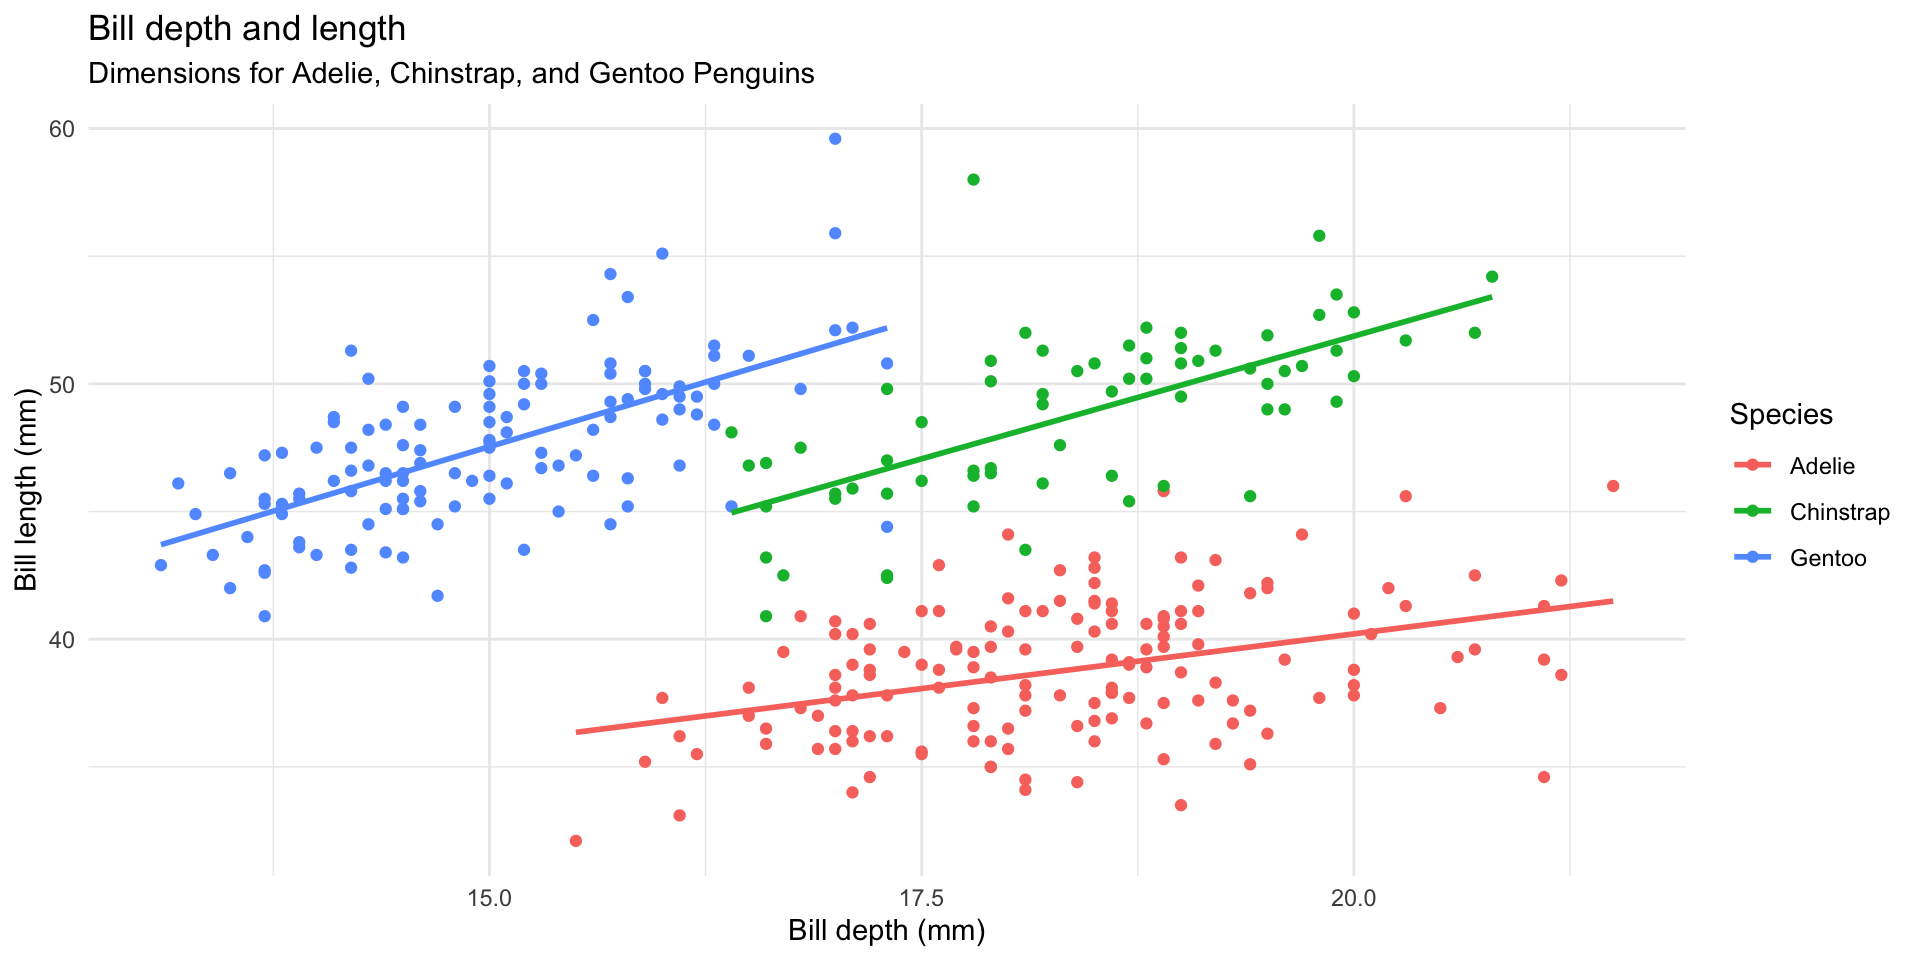 Bill depth and length
Dimensions for Adelie, Chinstrap, and Gentoo Penguins
60
50
40
Bill length (mm)
15.0
17.5
20.0
Bill depth (mm)
Species
Adelie
Chinstrap
Gentoo